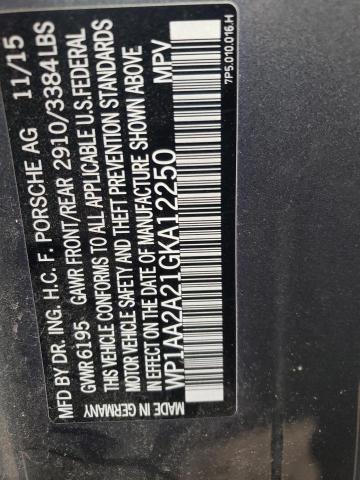 MFD BY DR. ING. H.C. F. PORSCHE AG 11/15
GVWR 6195 GAWR FRONT/REAR 2910/3384LBS
THIS VEHICLE CONFORMS TO ALL APPLICABLE U.S. FEDERAL
MOTOR VEHICLE SAFETY AND THEFT PREVENTION STANDARDS
IN EFFECT ON THE DATE OF MANUFACTURE SHOWN ABOVE
WP1AA2A21GKA12250 MPV
MADE IN GERMANY
7P5.010.016.H